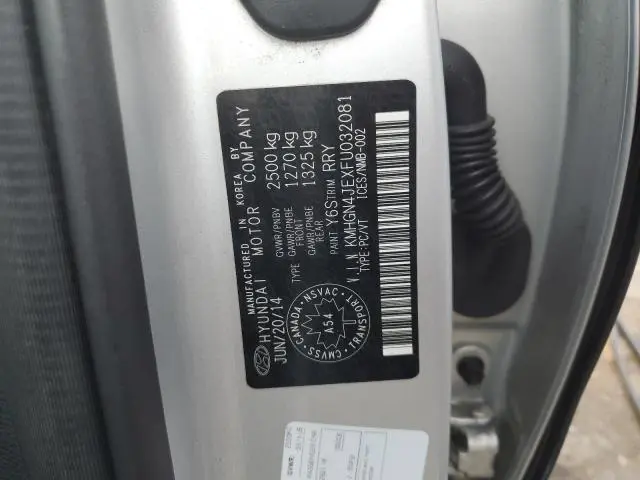 MANUFACTURED IN KOREA BY
HYUNDAI MOTOR COMPANY
JUN/20/14
GVWR/PNBV 2500 kg
TYPE GAWR/PNBE FRONT 1270 kg
GAWR/PNBE REAR 1325 kg
PAINT Y6S TRIM RRY
V I N KMHGN4JEXFU032081
TYPE:PC/VT ICES/NMB-002
CANADA • NSVAC • TRANSPORT • CMVSS
A54
GVWR